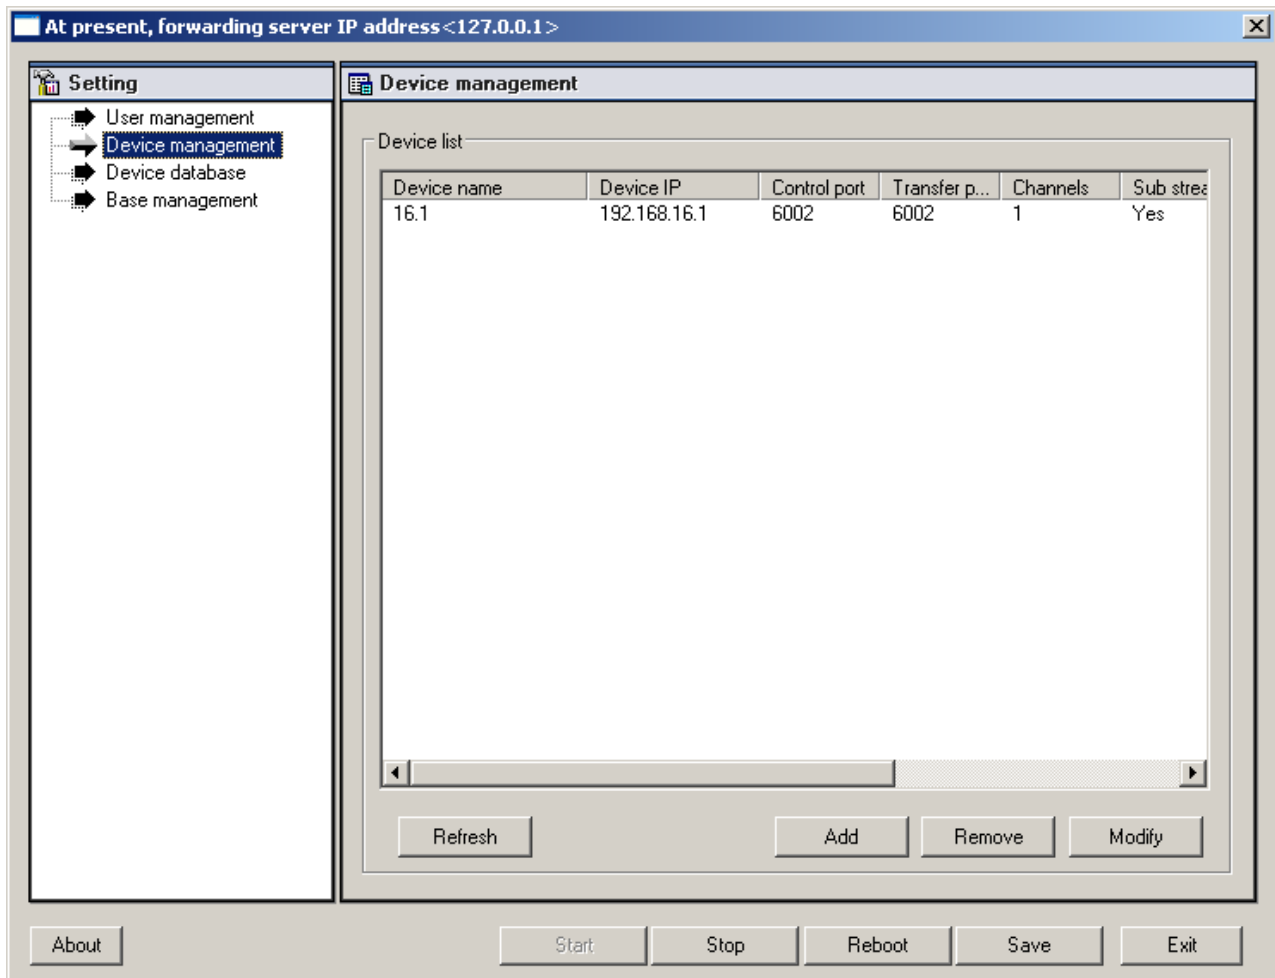 At present, forwarding server IP address<127.0.0.1>
Setting
User management
Device management
Device database
Base management
Device management
Device list
Device name Device IP Control port Transfer p... Channels Sub strea
16.1 192.168.16.1 6002 6002 1 Yes
Refresh Add Remove Modify
About Start Stop Reboot Save Exit